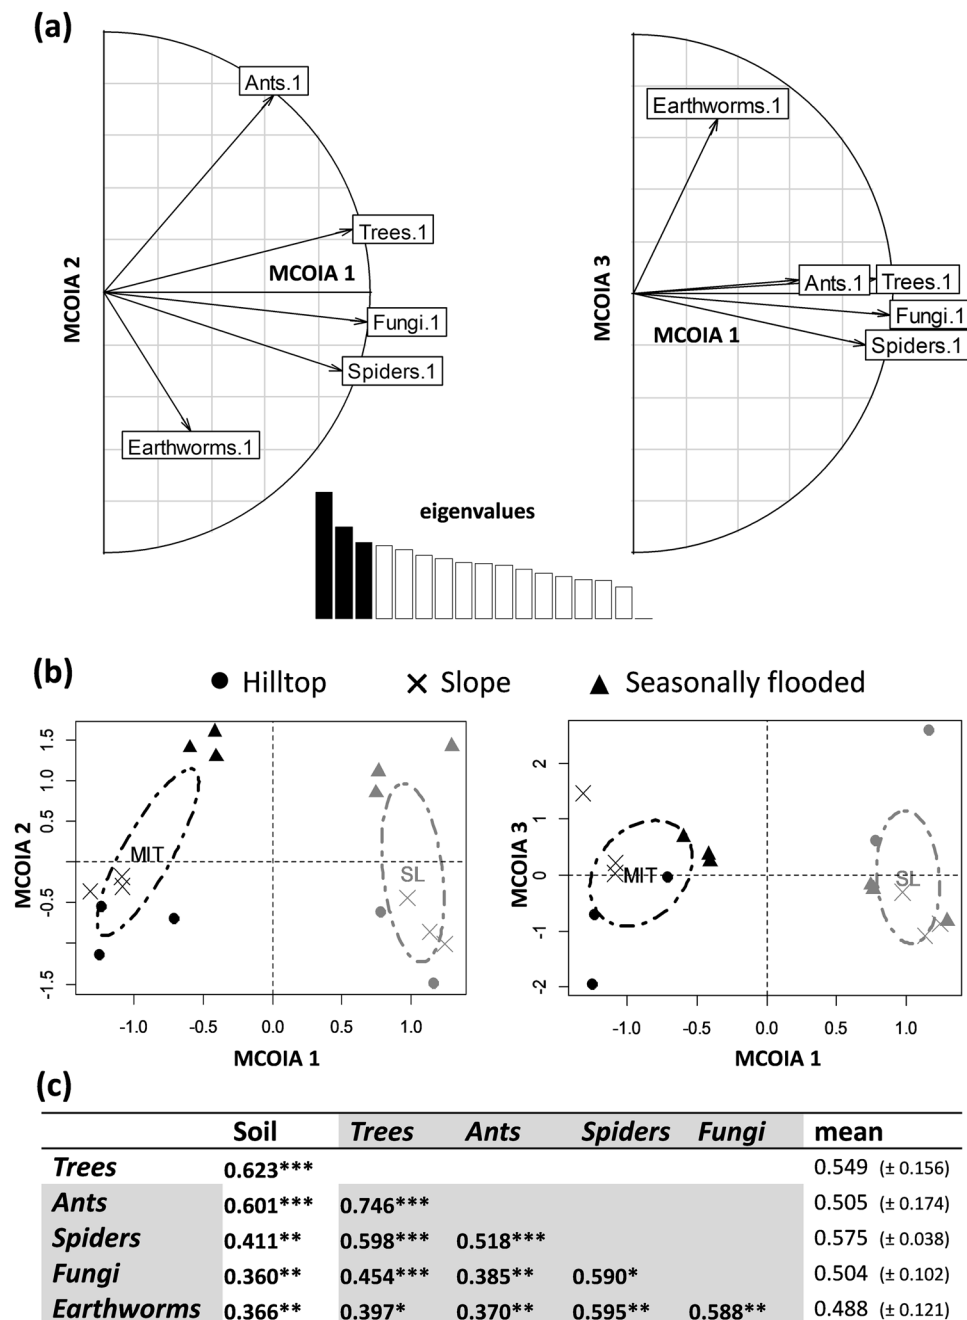 (a)
Ants.1
Trees.1
MCOIA 1
Fungi.1
Spiders.1
Earthworms.1
MCOIA 2
Earthworms.1
Ants.1
Trees.1
Fungi.1
MCOIA 1
Spiders.1
MCOIA 3
eigenvalues
(b)
Hilltop Slope Seasonally flooded
1.5
1.0
0.5
-0.5
-1.5
MCOIA 2
MIT
SL
-1.0 -0.5 0.0 0.5 1.0
MCOIA 1
2
1
0
-1
-2
MCOIA 3
MIT
SL
-1.0 -0.5 0.0 0.5 1.0
MCOIA 1
(c)
Soil Trees Ants Spiders Fungi mean
Trees 0.623*** 0.549 (± 0.156)
Ants 0.601*** 0.746*** 0.505 (± 0.174)
Spiders 0.411** 0.598*** 0.518*** 0.575 (± 0.038)
Fungi 0.360** 0.454*** 0.385** 0.590* 0.504 (± 0.102)
Earthworms 0.366** 0.397* 0.370** 0.595** 0.588** 0.488 (± 0.121)